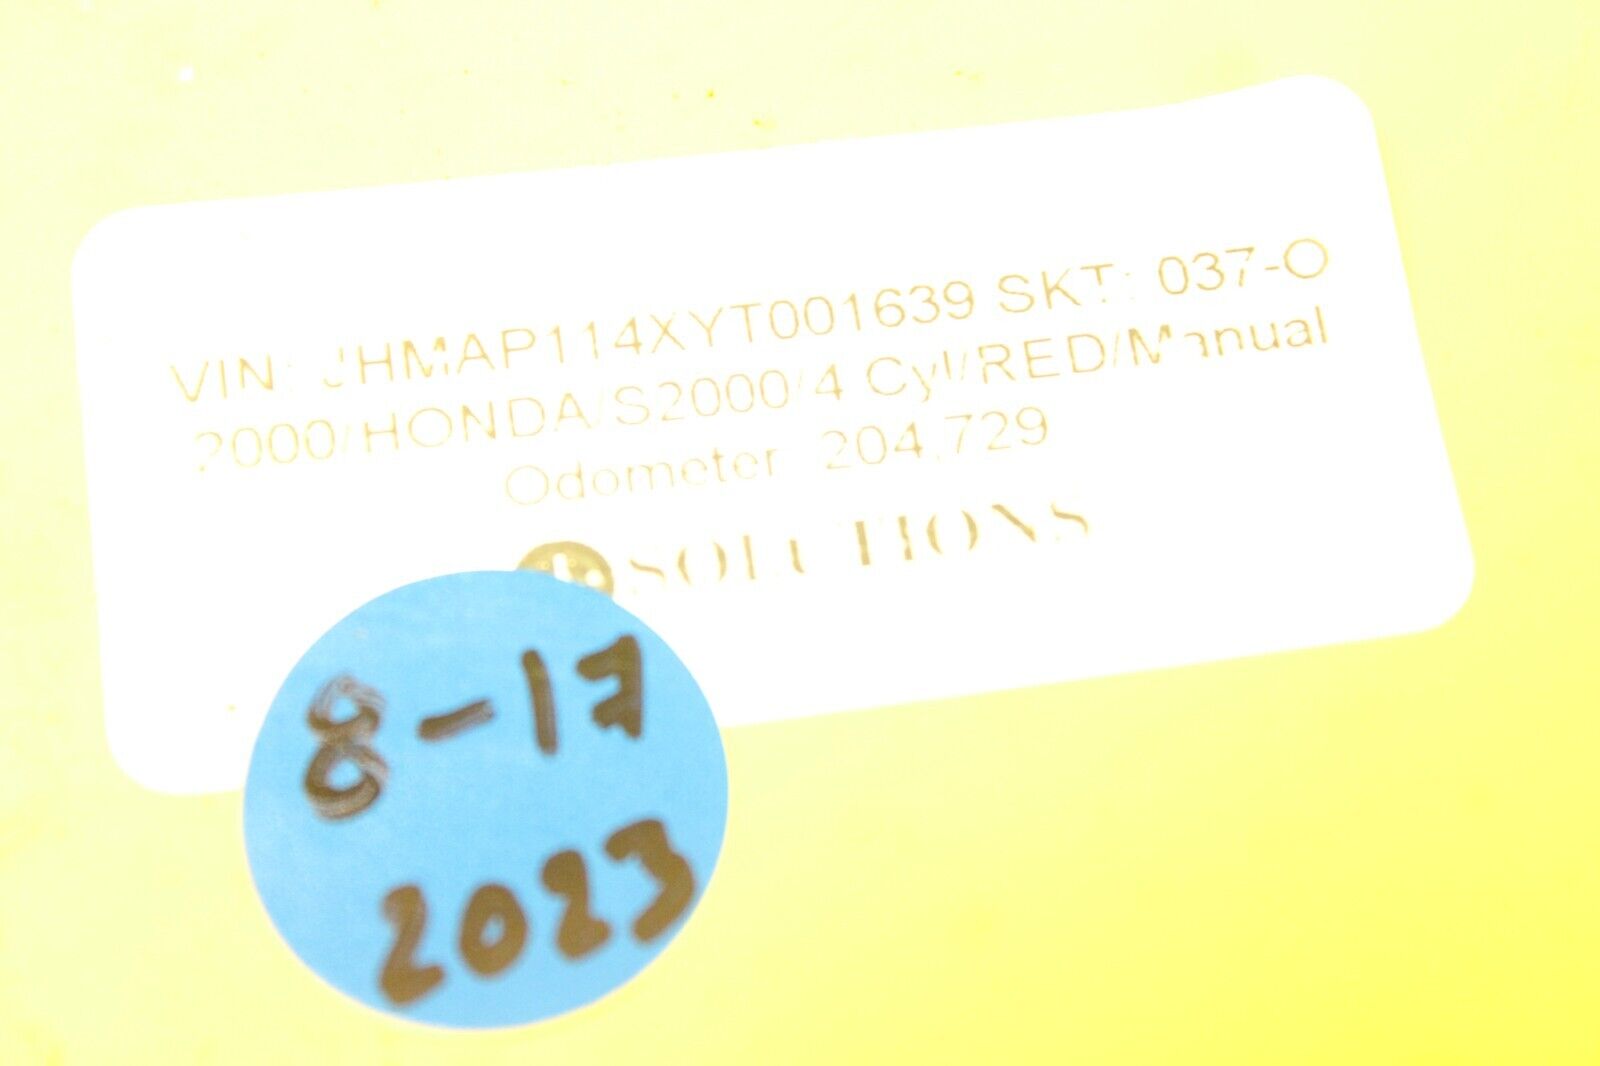 VIN: JHMAP114XYT001639 SKT: 037-O
2000/HONDA/S2000/4 Cyl/RED/Manual
Odometer: 204,729
SOLUTIONS
8-17
2023